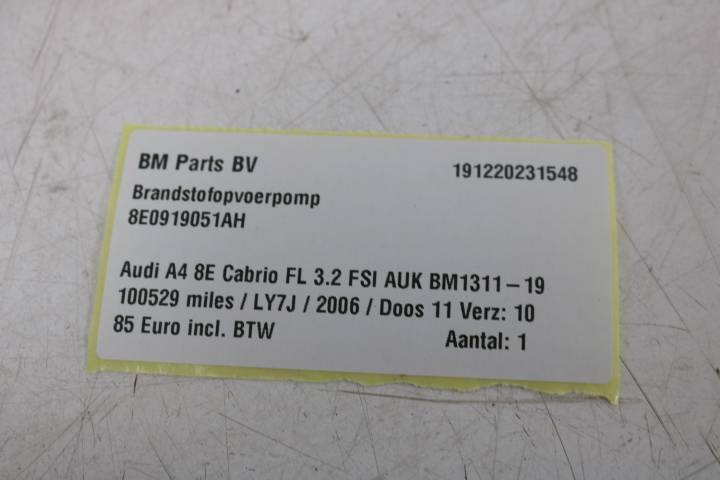 BM Parts BV 191220231548
Brandstofopvoerpomp
8E0919051AH
Audi A4 8E Cabrio FL 3.2 FSI AUK BM1311-19
100529 miles / LY7J / 2006 / Doos 11 Verz: 10
85 Euro incl. BTW Aantal: 1